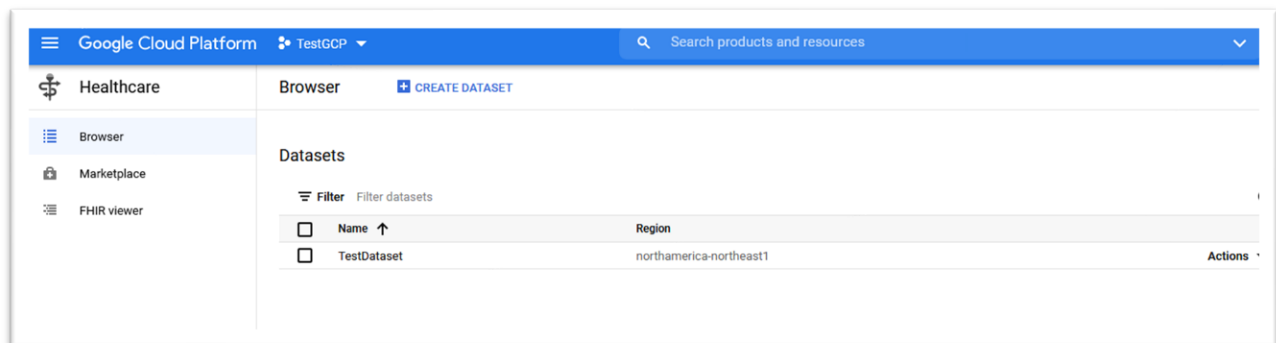 Google Cloud Platform TestGCP Search products and resources
Healthcare Browser CREATE DATASET
Browser
Datasets
Marketplace
Filter Filter datasets
FHIR viewer
Name Region
TestDataset northamerica-northeast1 Actions